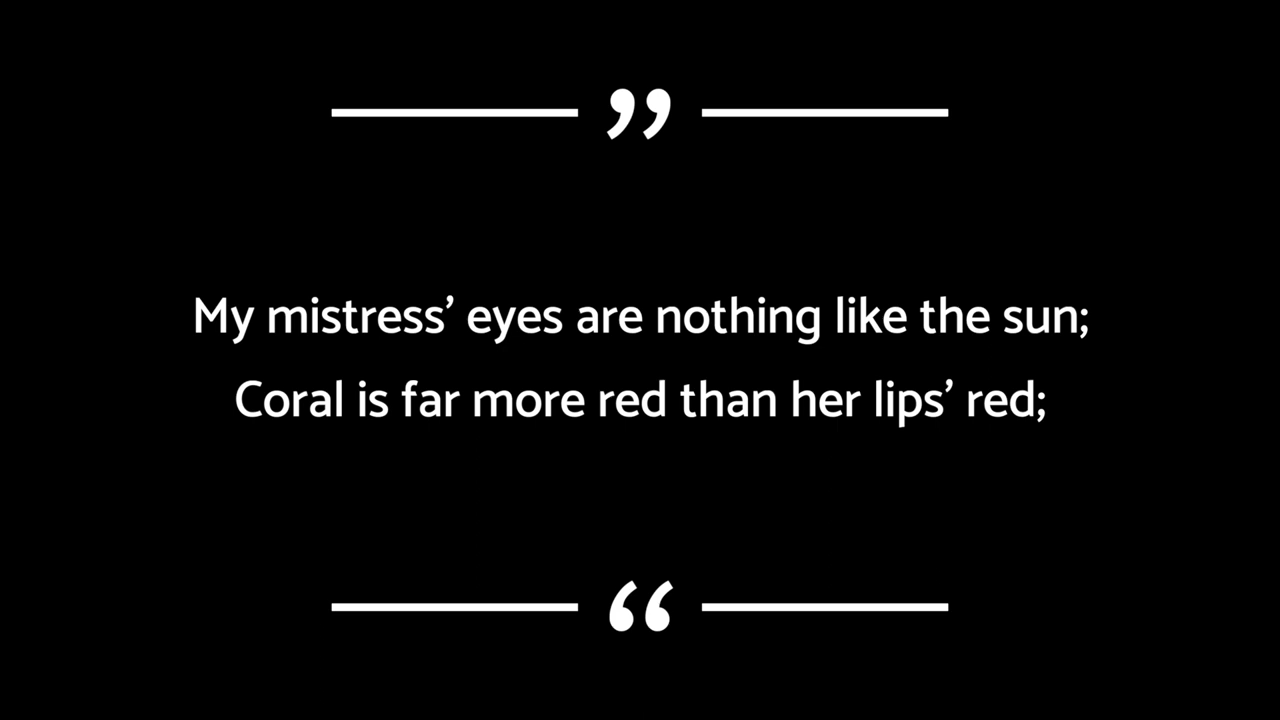 ”
My mistress’ eyes are nothing like the sun;
Coral is far more red than her lips’ red;
“